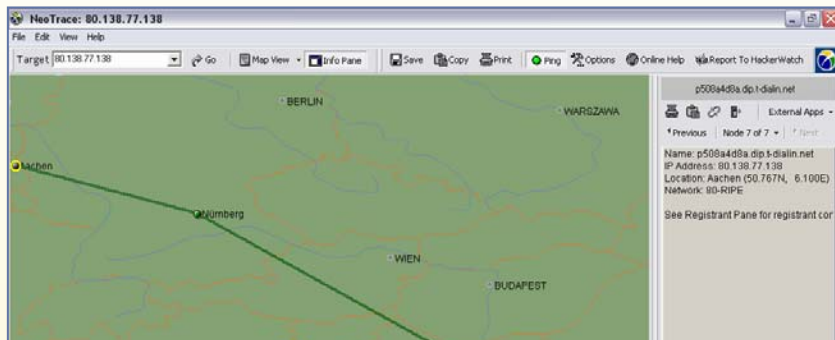 NeoTrace: 80.138.77.138
File Edit View Help
Target 80.138.77.138 Go Map View Info Pane Save Copy Print Ping Options Online Help Report To HackerWatch
p508a4d8a.dip.t-dialin.net
External Apps
Previous Node 7 of 7 Next
BERLIN
WARSZAWA
Aachen
Nürnberg
WIEN
BUDAPEST
Name: p508a4d8a.dip.t-dialin.net
IP Address: 80.138.77.138
Location: Aachen (50.767N, 6.100E)
Network: 80-RIPE
See Registrant Pane for registrant cor